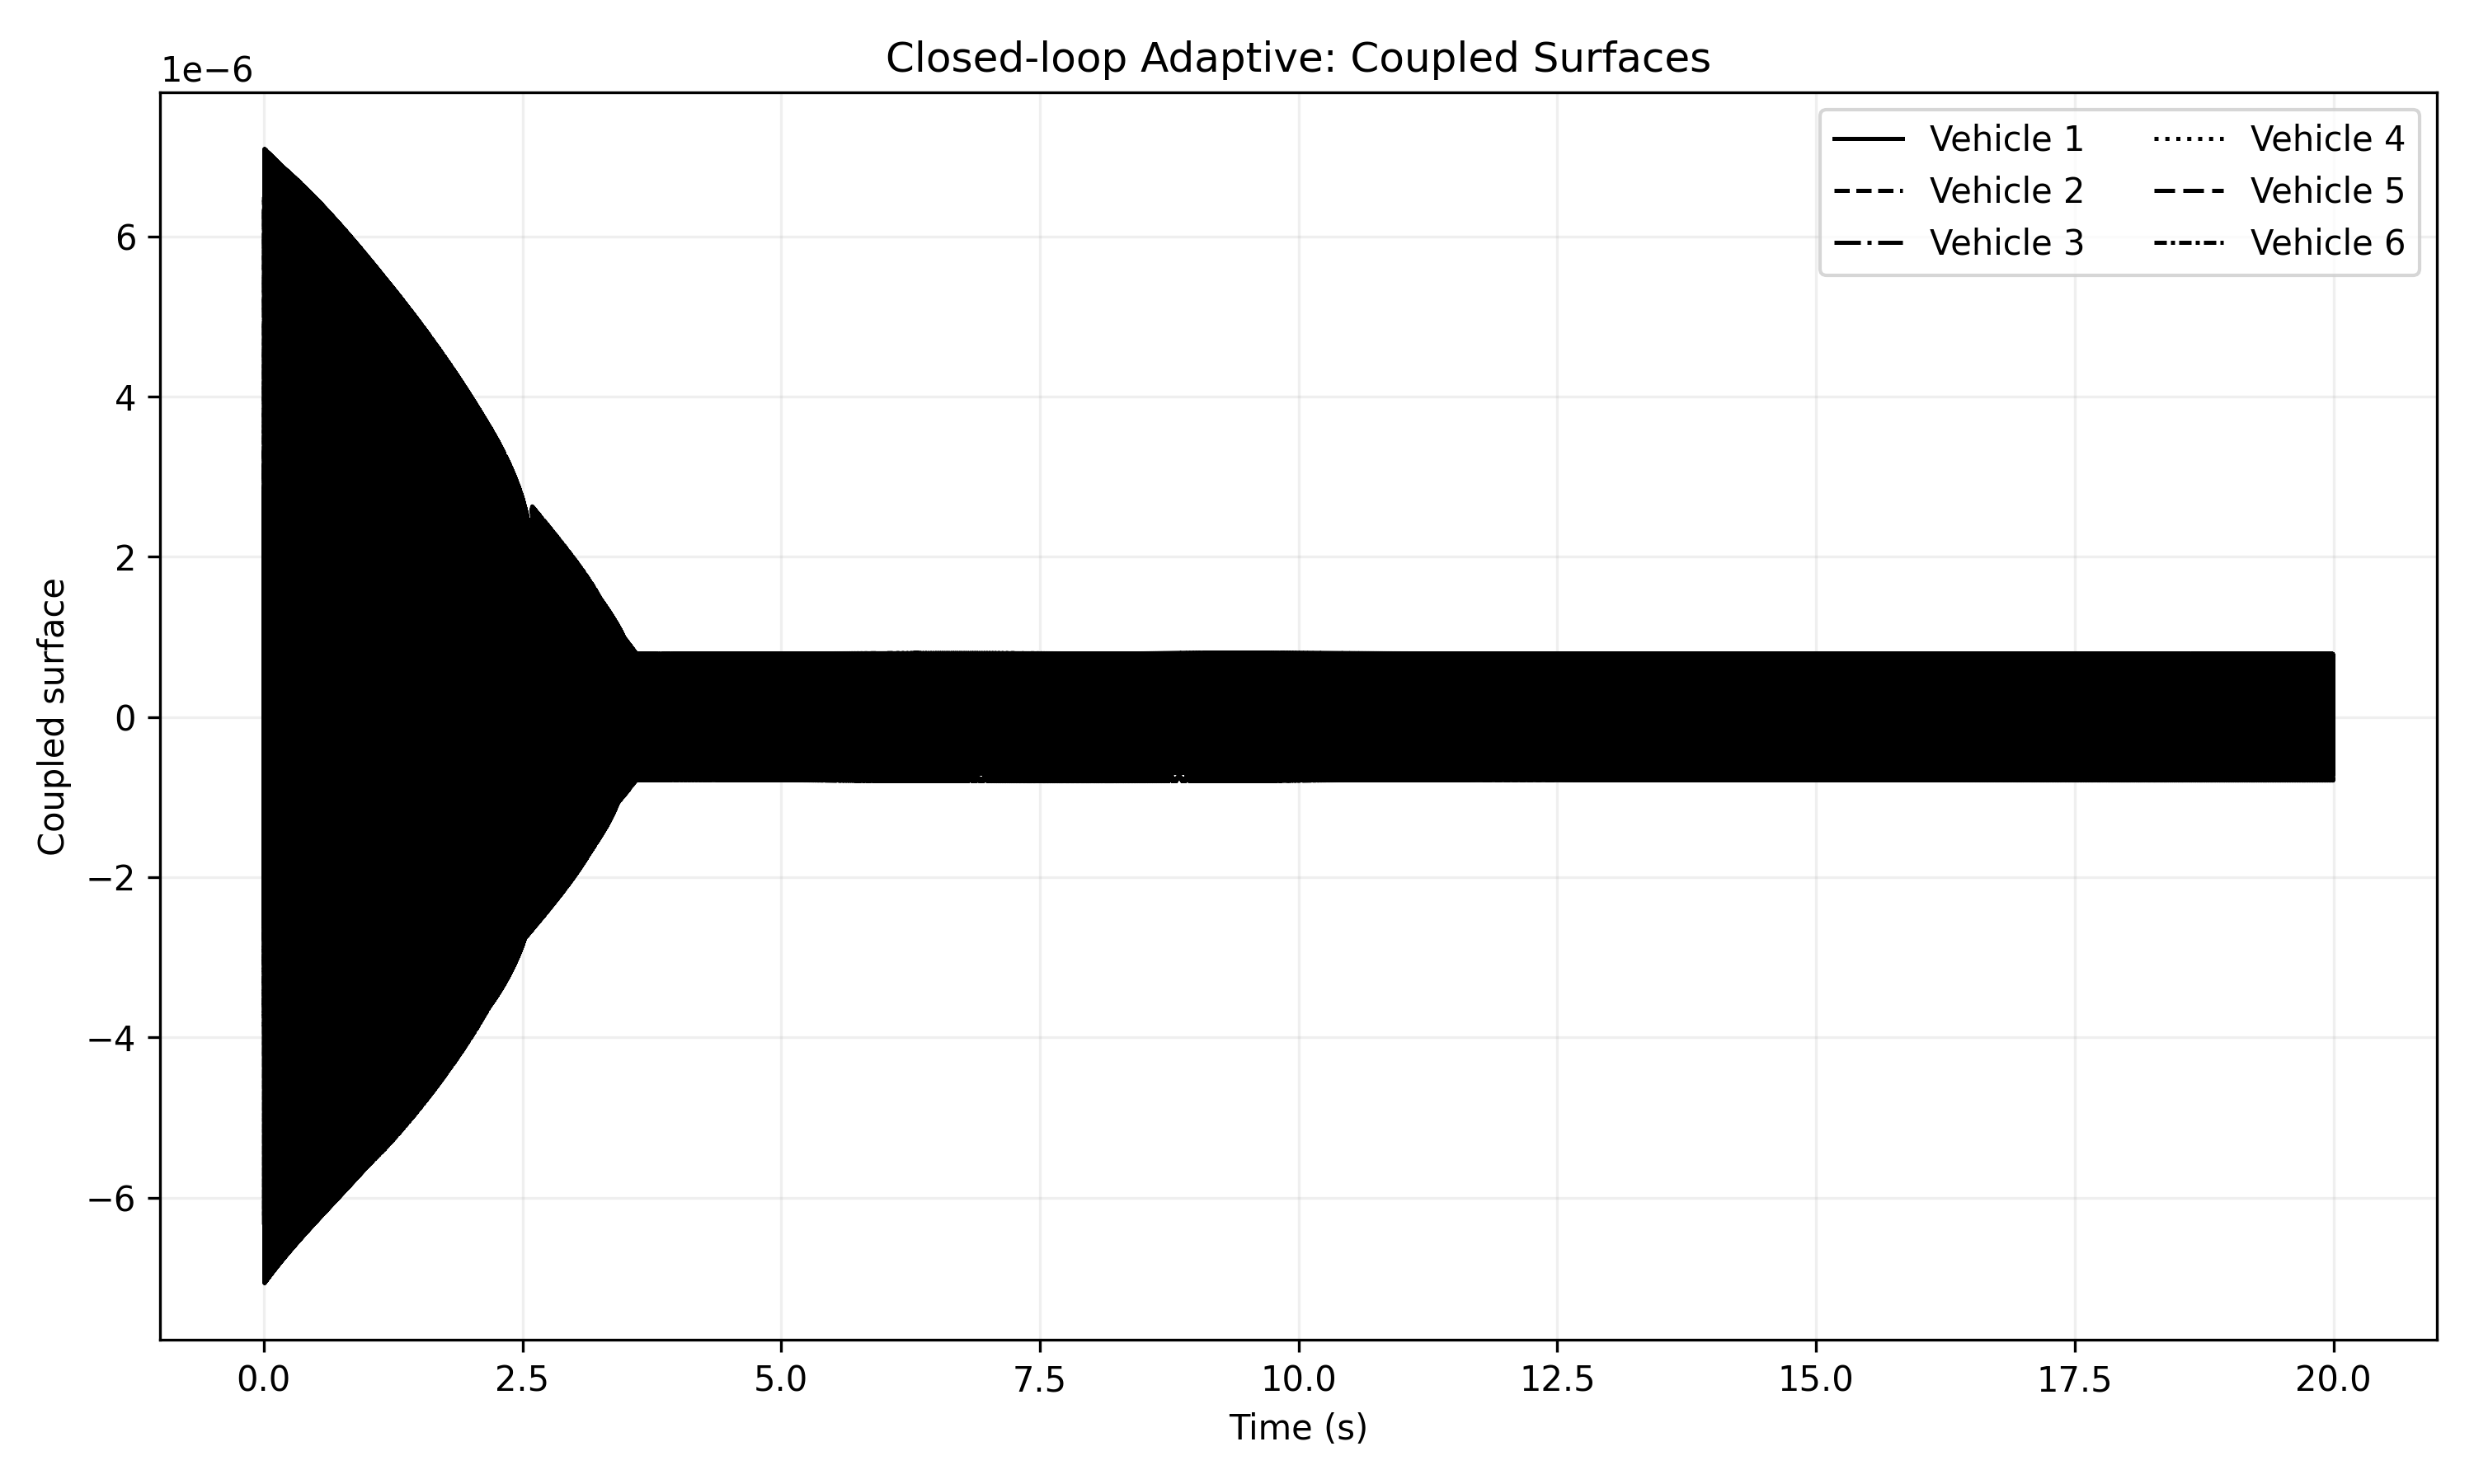 Closed-loop Adaptive: Coupled Surfaces
1e−6
Vehicle 1
Vehicle 2
Vehicle 3
Vehicle 4
Vehicle 5
Vehicle 6
6
4
2
0
−2
−4
−6
Coupled surface
0.0 2.5 5.0 7.5 10.0 12.5 15.0 17.5 20.0
Time (s)